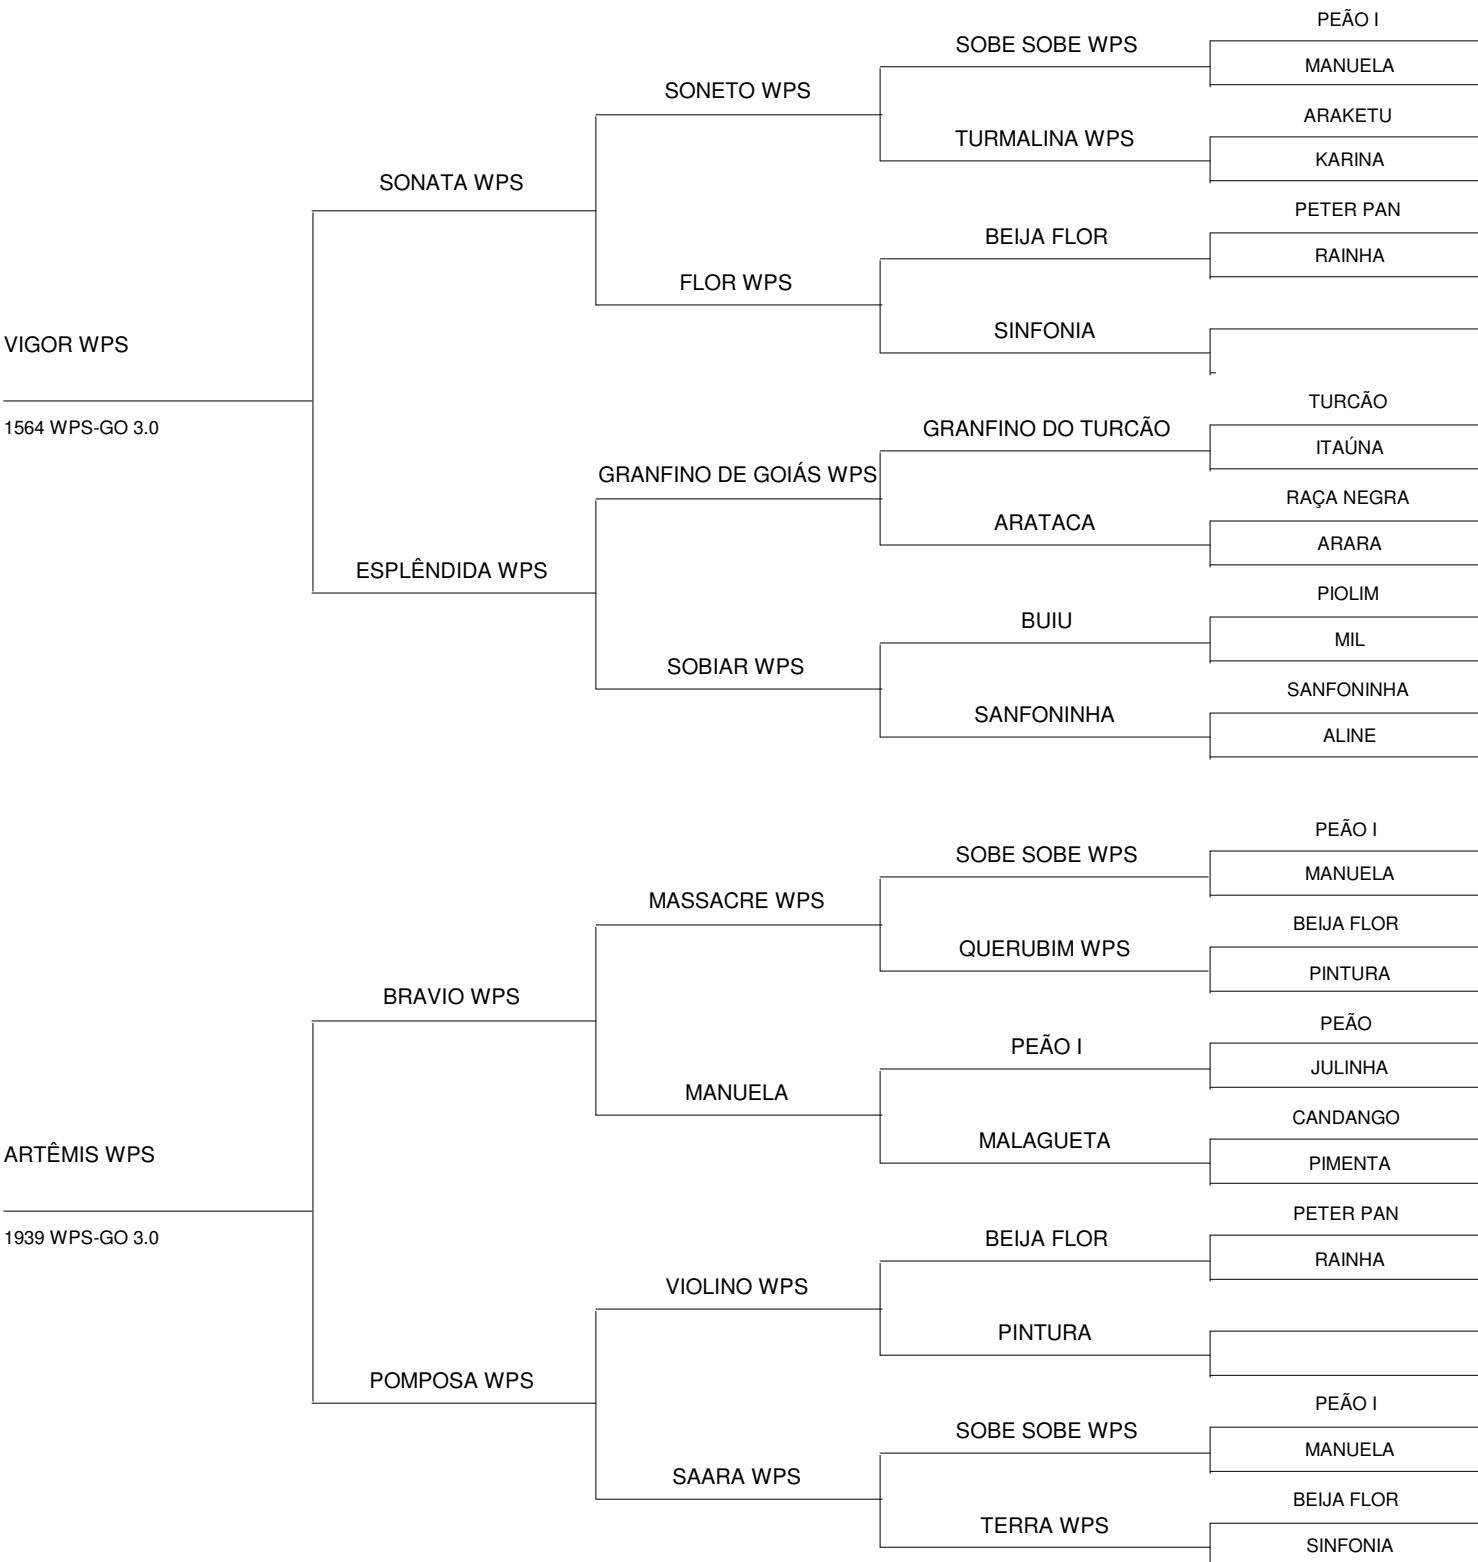 PEÃO I
SOBE SOBE WPS
MANUELA
SONETO WPS
ARAKETU
TURMALINA WPS
KARINA
SONATA WPS
PETER PAN
BEIJA FLOR
RAINHA
FLOR WPS
SINFONIA
VIGOR WPS
1564 WPS-GO 3.0
TURCÃO
GRANFINO DO TURCÃO
ITAÚNA
GRANFINO DE GOIÁS WPS
RAÇA NEGRA
ARATACA
ARARA
ESPLÊNDIDA WPS
PIOLIM
BUIU
MIL
SOBIAR WPS
SANFONINHA
SANFONINHA
ALINE
PEÃO I
SOBE SOBE WPS
MANUELA
MASSACRE WPS
BEIJA FLOR
QUERUBIM WPS
PINTURA
BRAVIO WPS
PEÃO
PEÃO I
JULINHA
MANUELA
CANDANGO
MALAGUETA
PIMENTA
ARTÊMIS WPS
1939 WPS-GO 3.0
PETER PAN
BEIJA FLOR
RAINHA
VIOLINO WPS
PINTURA
POMPOSA WPS
PEÃO I
SOBE SOBE WPS
MANUELA
SAARA WPS
BEIJA FLOR
TERRA WPS
SINFONIA